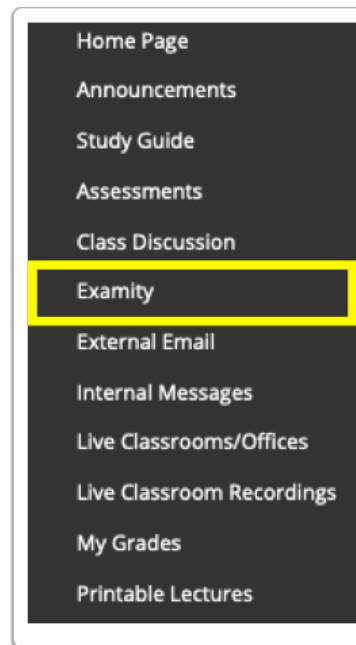 Home Page
Announcements
Study Guide
Assessments
Class Discussion
Examity
External Email
Internal Messages
Live Classrooms/Offices
Live Classroom Recordings
My Grades
Printable Lectures